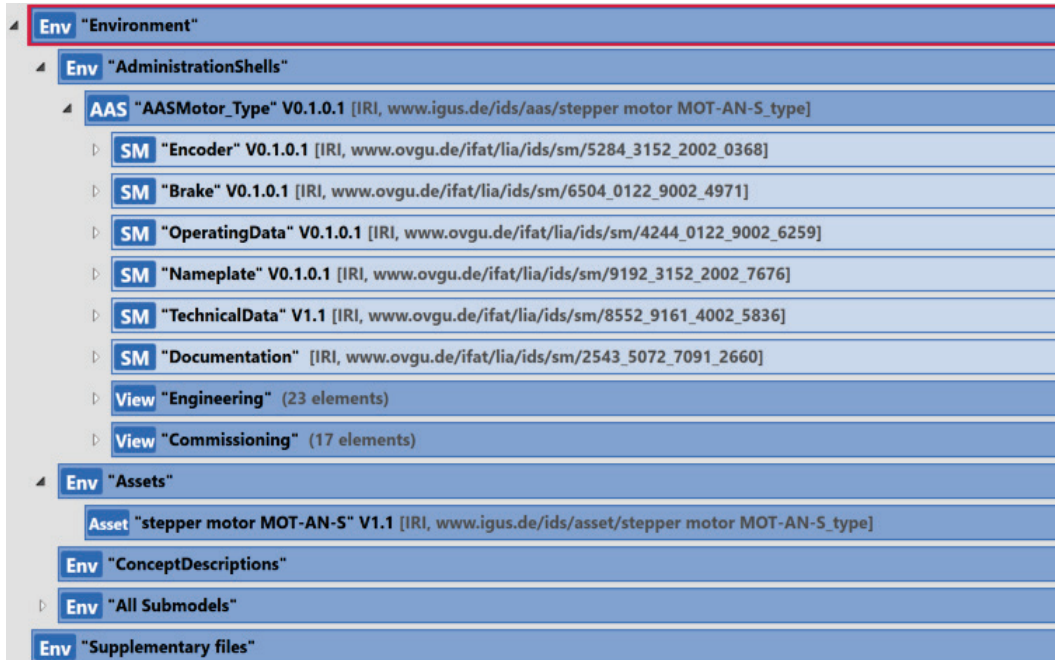 Env "Environment"
Env "AdministrationShells"
AAS "AASMotor_Type" V0.1.0.1 [IRI, www.igus.de/ids/aas/stepper motor MOT-AN-S_type]
SM "Encoder" V0.1.0.1 [IRI, www.ovgu.de/ifat/lia/ids/sm/5284_3152_2002_0368]
SM "Brake" V0.1.0.1 [IRI, www.ovgu.de/ifat/lia/ids/sm/6504_0122_9002_4971]
SM "OperatingData" V0.1.0.1 [IRI, www.ovgu.de/ifat/lia/ids/sm/4244_0122_9002_6259]
SM "Nameplate" V0.1.0.1 [IRI, www.ovgu.de/ifat/lia/ids/sm/9192_3152_2002_7676]
SM "TechnicalData" V1.1 [IRI, www.ovgu.de/ifat/lia/ids/sm/8552_9161_4002_5836]
SM "Documentation" [IRI, www.ovgu.de/ifat/lia/ids/sm/2543_5072_7091_2660]
View "Engineering" (23 elements)
View "Commissioning" (17 elements)
Env "Assets"
Asset "stepper motor MOT-AN-S" V1.1 [IRI, www.igus.de/ids/asset/stepper motor MOT-AN-S_type]
Env "ConceptDescriptions"
Env "All Submodels"
Env "Supplementary files"